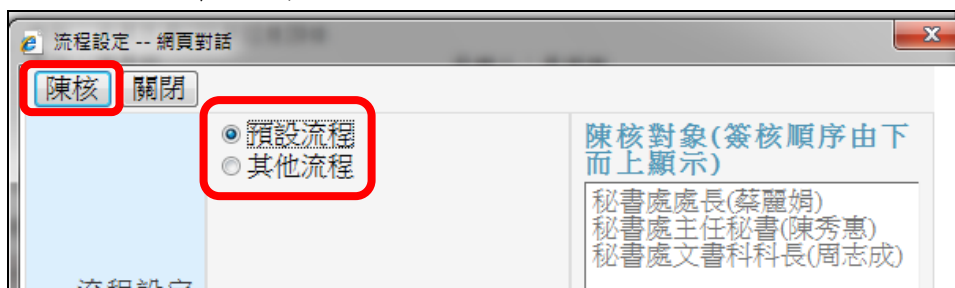 流程設定 -- 網頁對話
陳核 關閉
預設流程
其他流程
陳核對象(簽核順序由下
而上顯示)
秘書處處長(蔡麗娟)
秘書處主任秘書(陳秀惠)
秘書處文書科科長(周志成)
流程設定